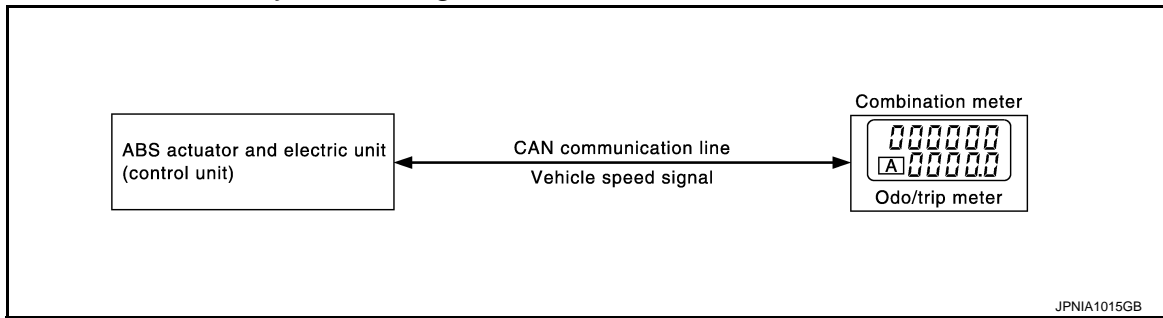 ABS actuator and electric unit
(control unit)
CAN communication line
Vehicle speed signal
Combination meter
000000
A 0000.0
Odo/trip meter
JPNIA1015GB